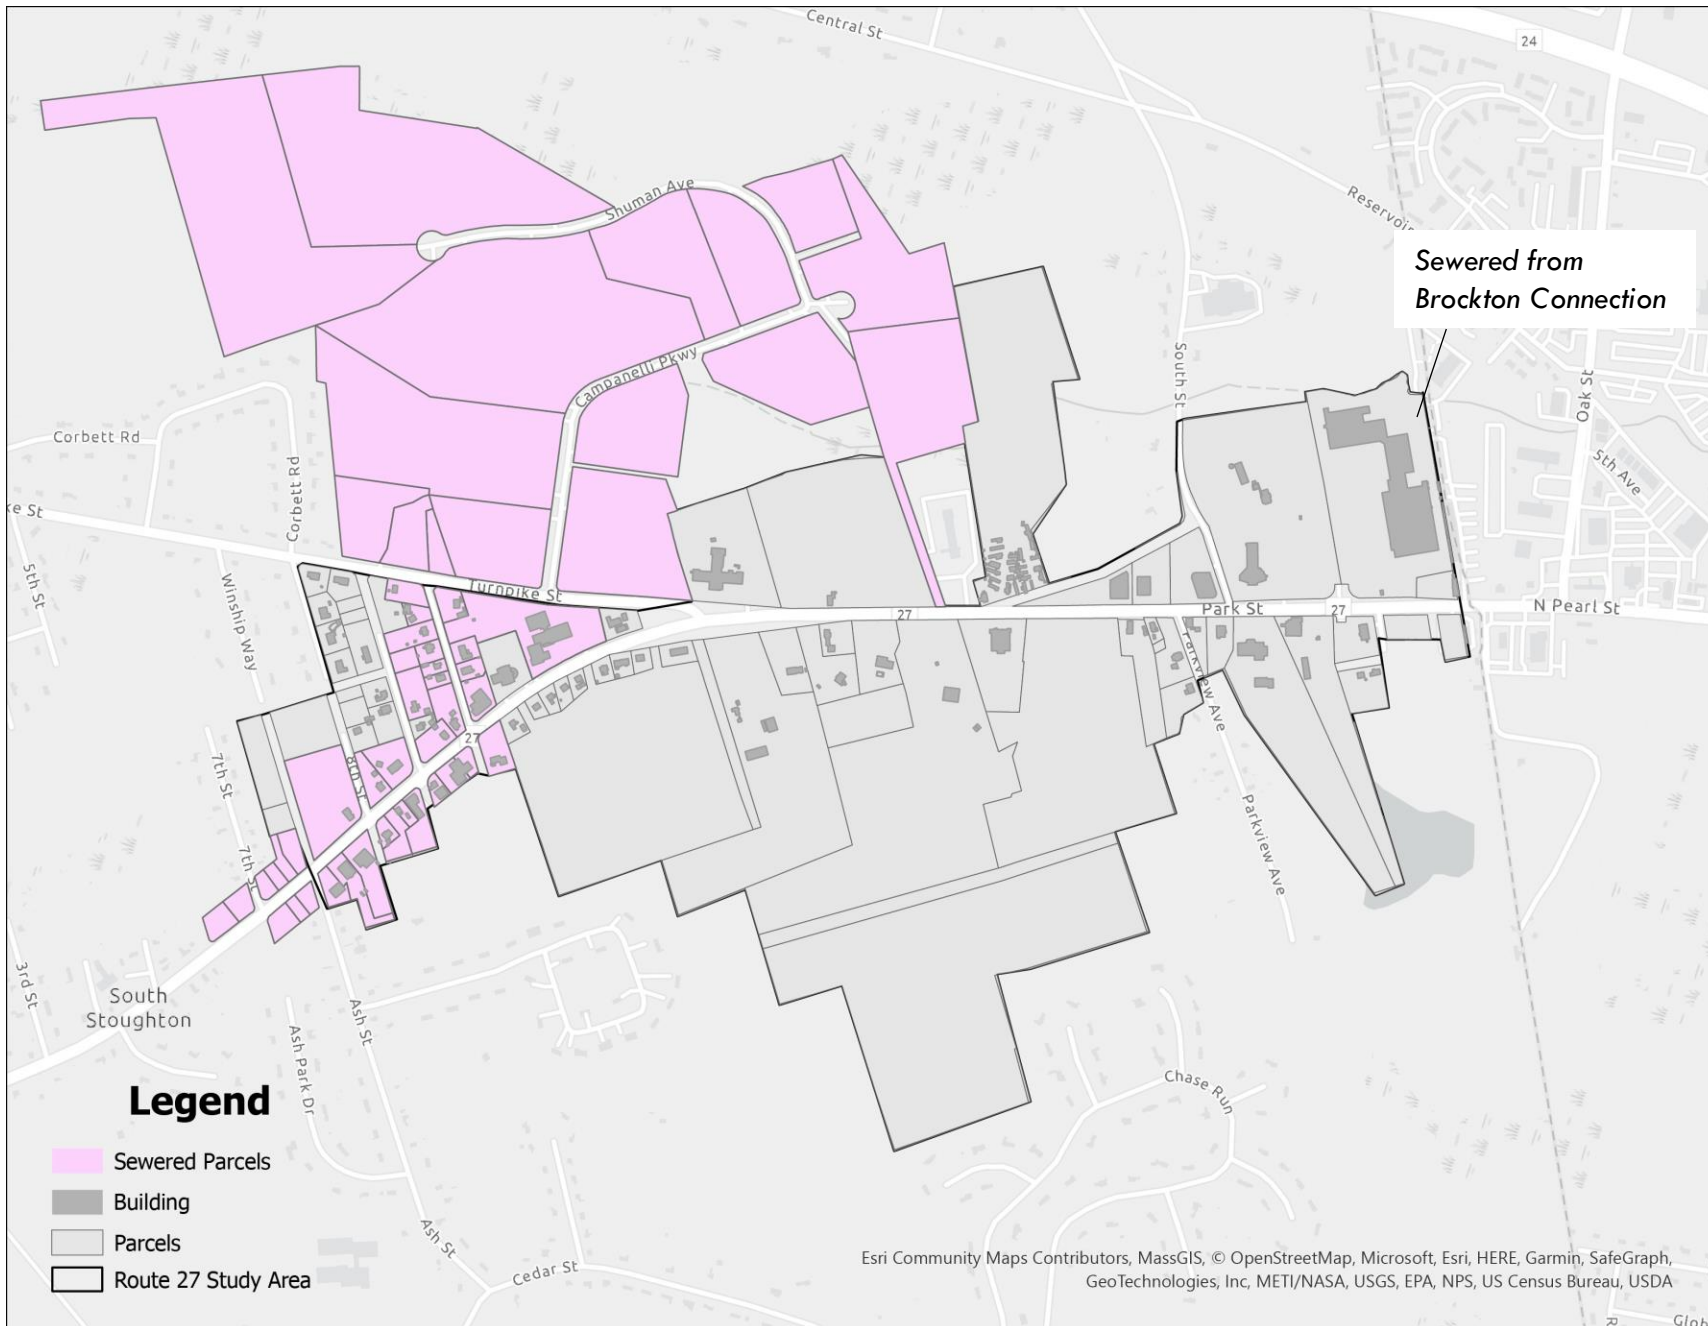 Central St
24
Shuman Ave
Reservoir
Sewered from
Brockton Connection
Campanelli Pkwy
South St
Oak St
Corbett Rd
Corbett Rd
5th Ave
ke St
5th St
Winship Way
Turnpike St
27
Park St
27
N Pearl St
Parkview Ave
27
8th St
7th St
7th St
Parkview Ave
3rd St
South
Stoughton
Ash St
Ash Park Dr
Chase Run
Legend
Sewered Parcels
Building
Parcels
Route 27 Study Area
Ash St
Cedar St
Esri Community Maps Contributors, MassGIS, © OpenStreetMap, Microsoft, Esri, HERE, Garmin, SafeGraph,
GeoTechnologies, Inc, METI/NASA, USGS, EPA, NPS, US Census Bureau, USDA
R
Glob